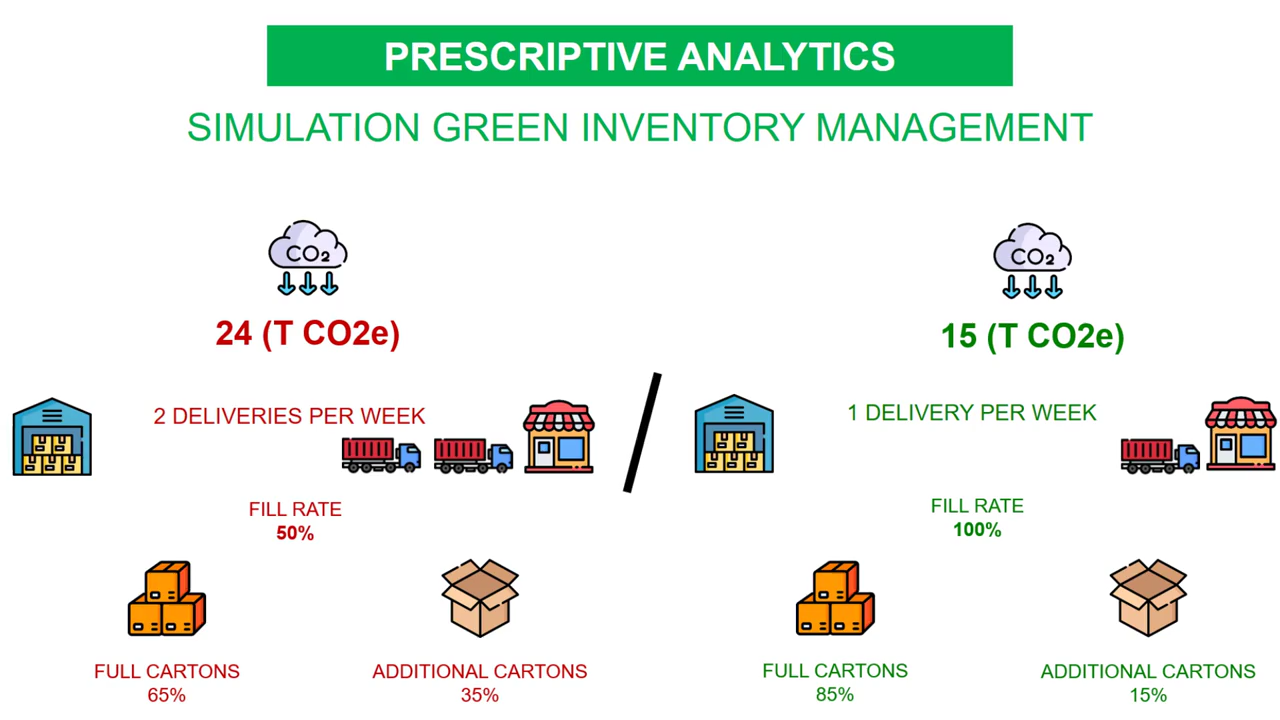 PRESCRIPTIVE ANALYTICS
SIMULATION GREEN INVENTORY MANAGEMENT
CO2
24 (T CO2e)
2 DELIVERIES PER WEEK
FILL RATE
50%
FULL CARTONS
65%
ADDITIONAL CARTONS
35%
CO2
15 (T CO2e)
1 DELIVERY PER WEEK
FILL RATE
100%
FULL CARTONS
85%
ADDITIONAL CARTONS
15%